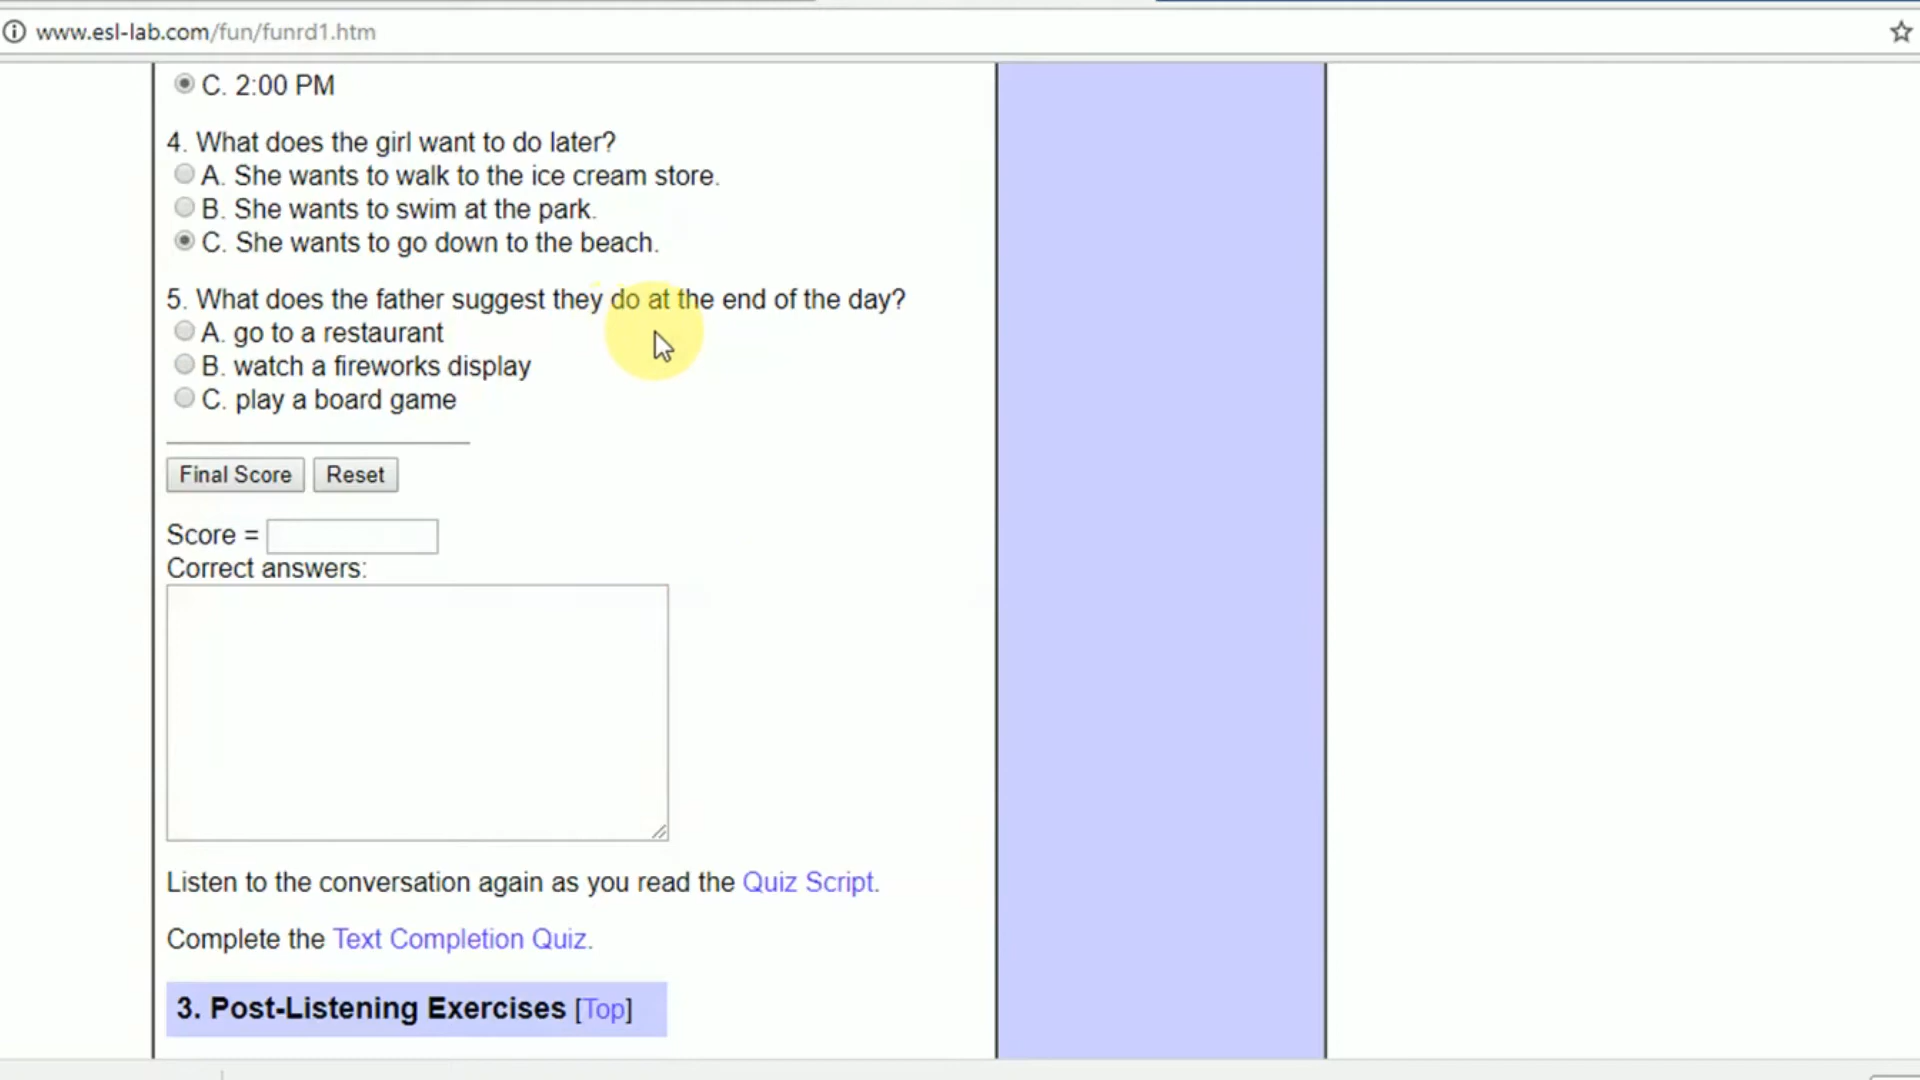 www.esl-lab.com/fun/funrd1.htm
C. 2:00 PM
4. What does the girl want to do later?
A. She wants to walk to the ice cream store.
B. She wants to swim at the park.
C. She wants to go down to the beach.
5. What does the father suggest they do at the end of the day?
A. go to a restaurant
B. watch a fireworks display
C. play a board game
Final Score Reset
Score =
Correct answers:
Listen to the conversation again as you read the Quiz Script.
Complete the Text Completion Quiz.
3. Post-Listening Exercises [Top]